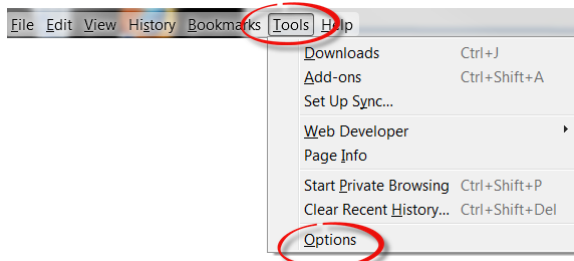 File Edit View History Bookmarks Tools Help
Downloads Ctrl+J
Add-ons Ctrl+Shift+A
Set Up Sync...
Web Developer
Page Info
Start Private Browsing Ctrl+Shift+P
Clear Recent History... Ctrl+Shift+Del
Options